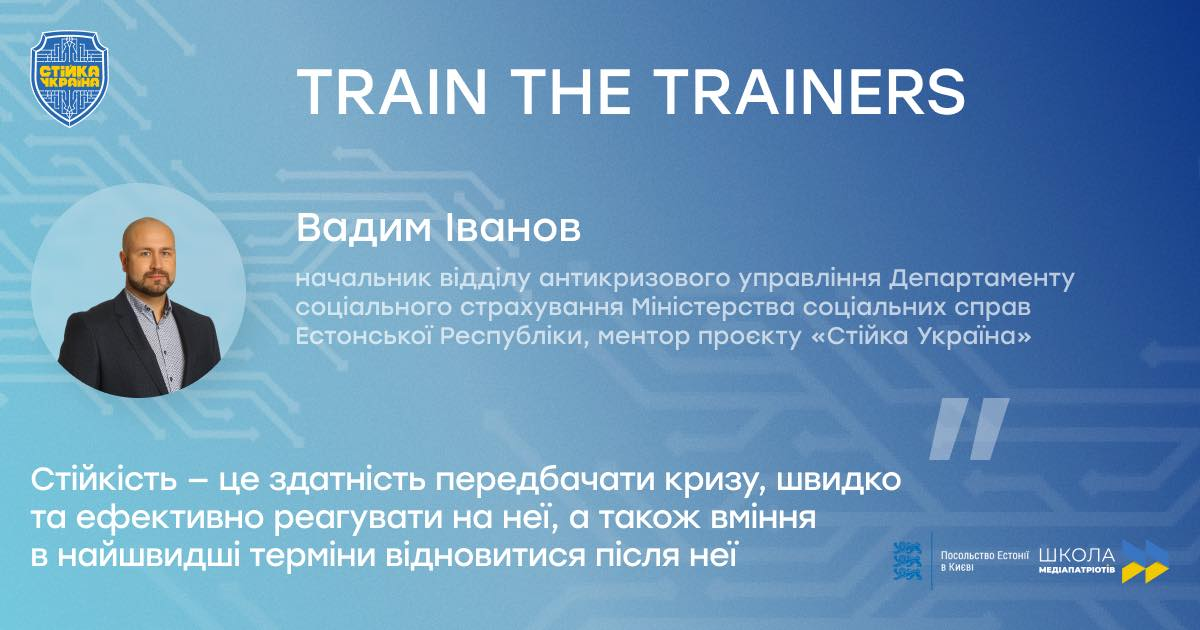 СТІЙКА
УКРАЇНА
TRAIN THE TRAINERS
Вадим Іванов
начальник відділу антикризового управління Департаменту
соціального страхування Міністерства соціальних справ
Естонської Республіки, ментор проєкту «Стійка Україна»
"
Стійкість – це здатність передбачати кризу, швидко
та ефективно реагувати на неї, а також вміння
в найшвидші терміни відновитися після неї
Посольство Естонії
в Києві
ШКОЛА
МЕДІАПАТРІОТІВ